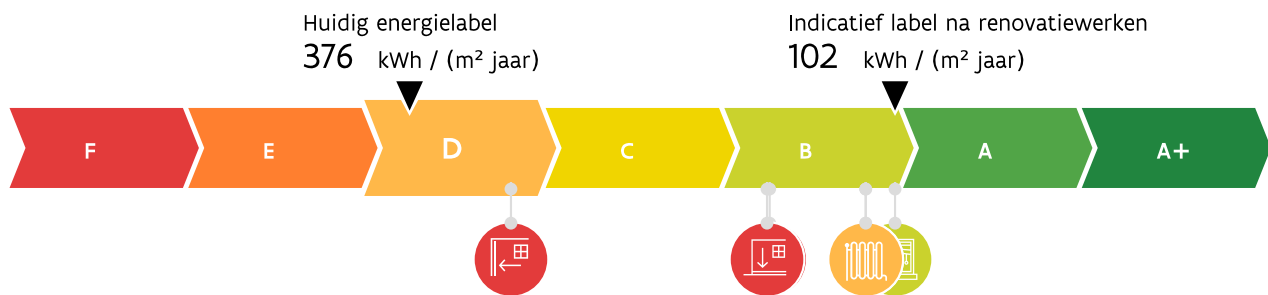 Huidig energielabel
376 kWh / (m² jaar)
Indicatief label na renovatiewerken
102 kWh / (m² jaar)
F E D C B A A+